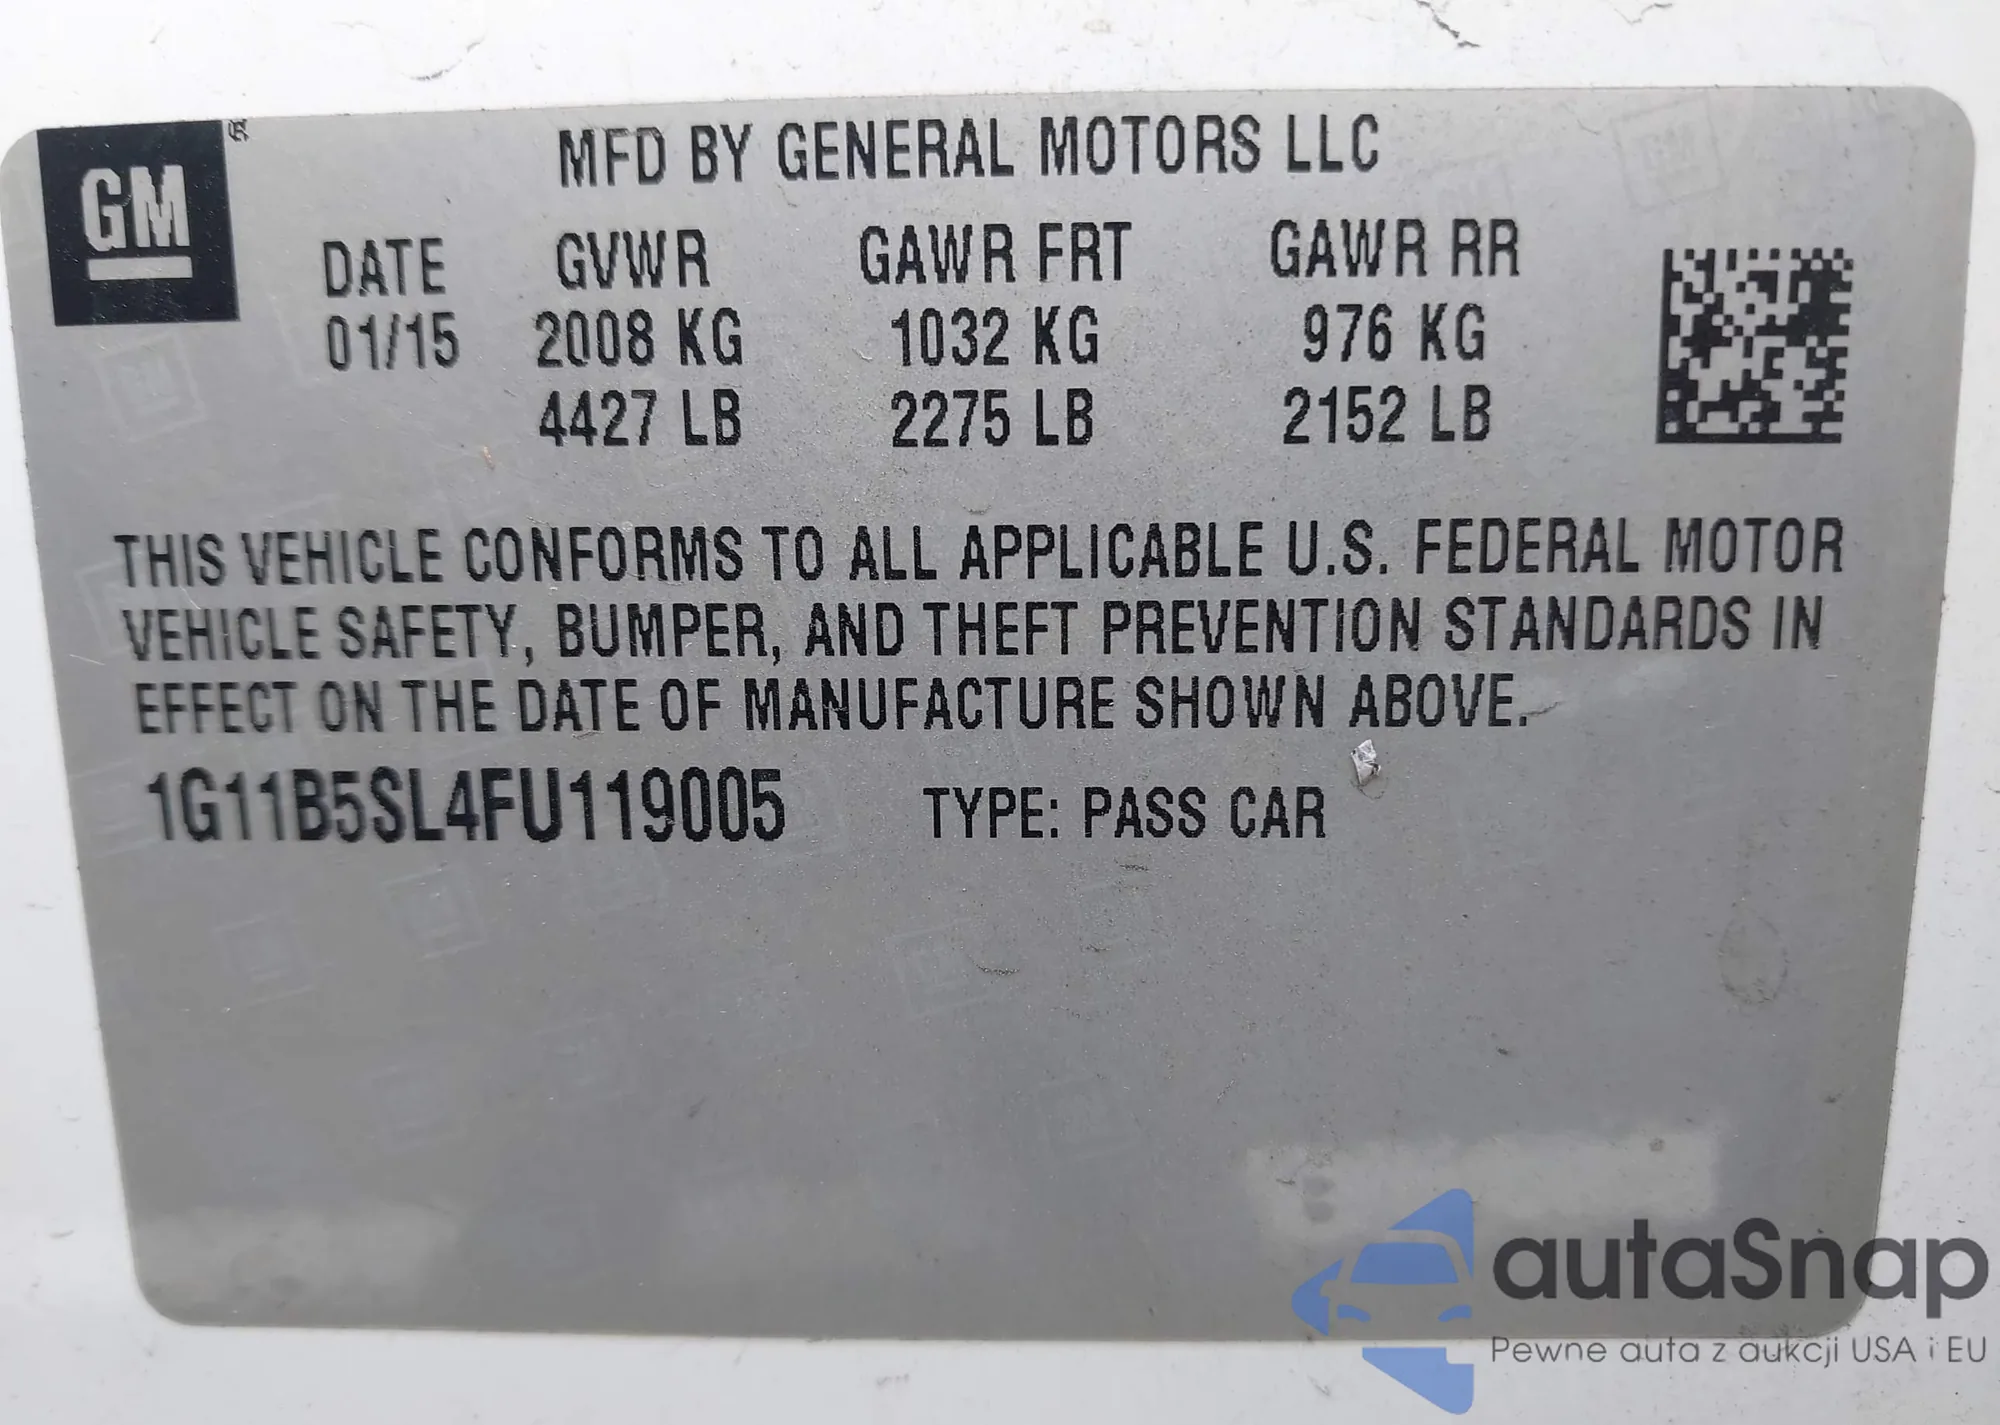 GM
MFD BY GENERAL MOTORS LLC
DATE GVWR GAWR FRT GAWR RR
01/15 2008 KG 1032 KG 976 KG
4427 LB 2275 LB 2152 LB
THIS VEHICLE CONFORMS TO ALL APPLICABLE U.S. FEDERAL MOTOR
VEHICLE SAFETY, BUMPER, AND THEFT PREVENTION STANDARDS IN
EFFECT ON THE DATE OF MANUFACTURE SHOWN ABOVE.
1G11B5SL4FU119005 TYPE: PASS CAR
autaSnap
Pewne auta z aukcji USA i EU